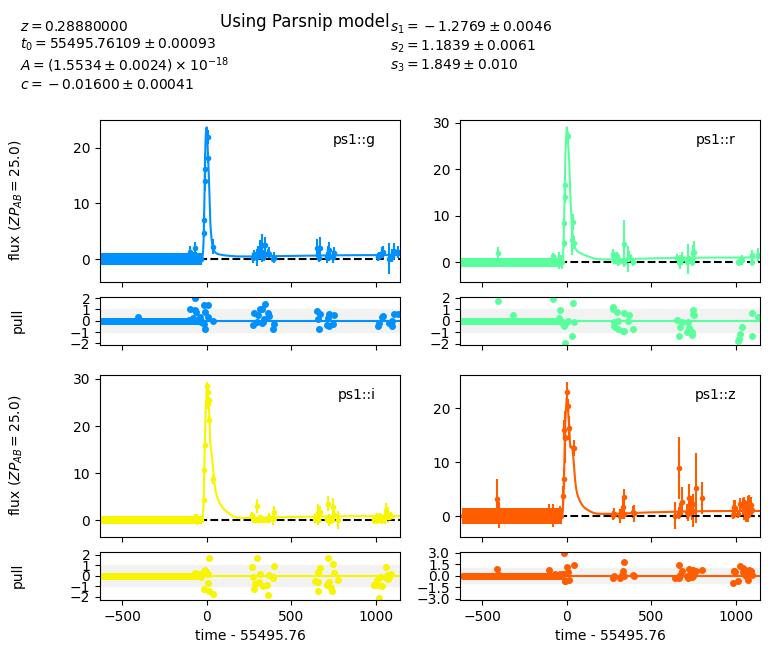 Using Parsnip model
z = 0.28880000
t₀ = 55495.76109 ± 0.00093
A = (1.5534 ± 0.0024) × 10⁻¹⁸
c = −0.01600 ± 0.00041
s₁ = −1.2769 ± 0.0046
s₂ = 1.1839 ± 0.0061
s₃ = 1.849 ± 0.010
flux (ZP_AB = 25.0)
20
10
0
ps1::g
30
20
10
0
ps1::r
pull
2
1
0
−1
−2
2
1
0
−1
−2
flux (ZP_AB = 25.0)
30
20
10
0
ps1::i
20
10
0
ps1::z
pull
2
1
0
−1
−2
3.0
1.5
0.0
−1.5
−3.0
−500 0 500 1000
−500 0 500 1000
time - 55495.76
time - 55495.76